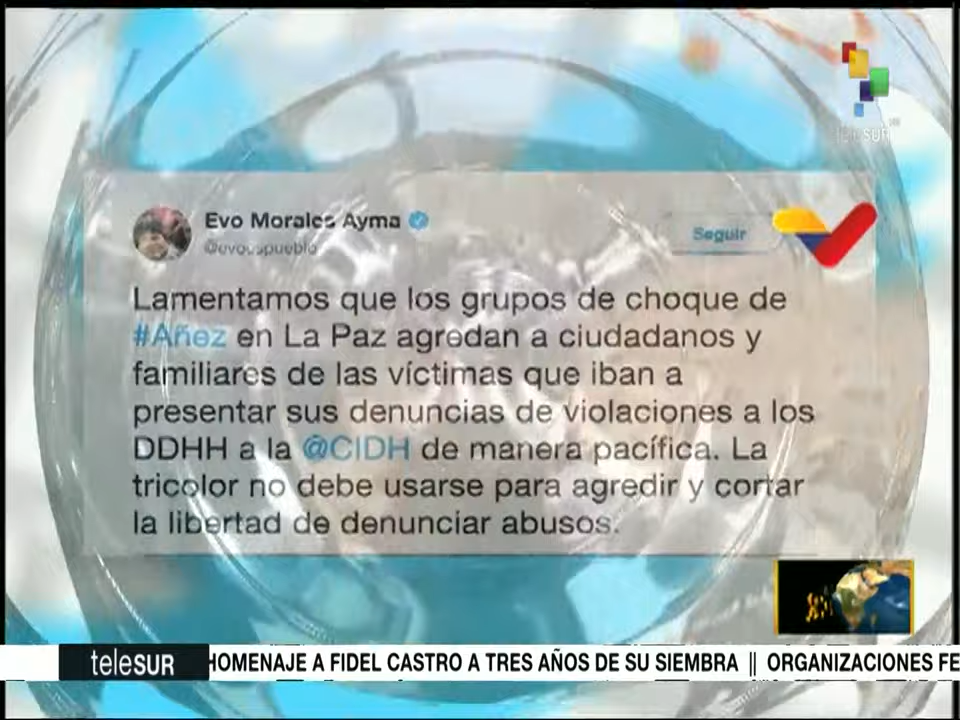 teleSUR
Evo Morales Ayma
@evoespueblo
Seguir
Lamentamos que los grupos de choque de
#Añez en La Paz agredan a ciudadanos y
familiares de las víctimas que iban a
presentar sus denuncias de violaciones a los
DDHH a la @CIDH de manera pacífica. La
tricolor no debe usarse para agredir y cortar
la libertad de denunciar abusos.
teleSUR HOMENAJE A FIDEL CASTRO A TRES AÑOS DE SU SIEMBRA || ORGANIZACIONES FE